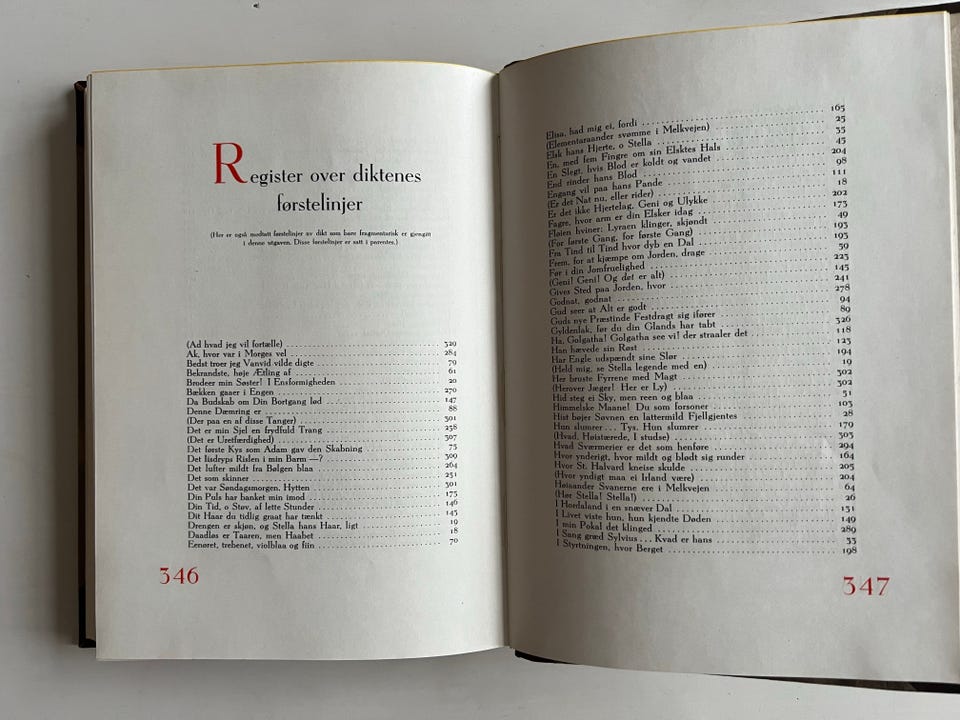 Register over diktenes
førstelinjer
(Her er også medtatt førstelinjer av dikt som bare fragmentarisk er gjengitt
i denne utgaven. Disse førstelinjer er satt i parentes.)
(Ad hvad jeg vil fortælle) 329
Ak, hvor var i Morges vel 284
Bedst troer jeg Vanvid vilde digte 79
Bekrandste, høje Ætling af 61
Brodeer min Søster! I Ensformigheden 20
Bækken gaaer i Engen 270
Da Budskab om Din Bortgang lød 147
Denne Dæmring er 88
(Der paa en af disse Tanger) 301
Det er min Sjel en frydfuld Trang 238
(Det er Uretfærdighed) 307
Det første Kys som Adam gav den Skabning 75
Det Iisdryps Rislen i min Barm —? 309
Det lufter mildt fra Bølgen blaa 264
Det som skinner 251
Det var Søndagsmorgen. Hytten 301
Din Puls har banket min imod 175
Din Tid, o Støv, af lette Stunder 146
Dit Haar du tidlig graat har tænkt 143
Drengen er skjøn, og Stella hans Haar, ligt 19
Daadløs er Taaren, men Haabet 18
Eenøret, trebenet, violblaa og fiin 70
346
Elisa, had mig ei, fordi 165
(Elementaraander svømme i Melkvejen) 25
Elsk hans Hjerte, o Stella 35
En, med fem Fingre om sin Elsktes Hals 45
En Slegt, hvis Blod er koldt og vandet 204
End rinder hans Blod 98
Engang vil paa hans Pande 111
(Er det Nat nu, eller rider) 18
Er det ikke Hjertelag, Geni og Ulykke 202
Fagre, hvor arm er din Elsker idag 173
Fløien hviner: Lyraen klinger, skjøndt 49
(For første Gang, for første Gang) 193
Fra Tind til Tind hvor dyb en Dal 193
Frem, for at kjæmpe om Jorden, drage 39
Før i din Jomfruelighed 223
(Geni! Geni! Og det er alt) 145
Gives Sted paa Jorden, hvor 241
Godnat, godnat 278
Gud seer at Alt er godt 94
Guds nye Præstinde Festdragt sig ifører 89
Gyldenlak, før du din Glands har tabt 326
Ha, Golgatha! Golgatha see vi! der straaler det 118
Han hævede sin Røst 123
Har Engle udspændt sine Slør 194
(Held mig, se Stella legende med en) 19
Her bruste Fyrrene med Magt 302
(Herover Jæger! Her er Ly) 302
Hid steg ei Sky, men reen og blaa 31
Himmelske Maane! Du som forsoner 103
Hist bøjer Søvnen en lattermild Fjellgjentes 28
Hun slumrer... Tys. Hun slumrer 179
(Hvad, Høistærede, I studse) 303
Hvad Sværmerier er det som henføre 294
Hvor ynderligt, hvor mildt og blødt sig runder 164
Hvor St. Halvard kneise skulde 205
(Hvor yndigt maa ei Irland være) 204
Høisander Svanerne ere i Melkvejen 64
(Hør Stella! Stella!) 26
I Hordaland i en snæver Dal 131
I Livet viste hun, hun kjendte Døden 149
I min Pokal det klinged 289
I Sang græd Sylvius... Kvad er hans 33
I Styrtningen, hvor Berget 198
347